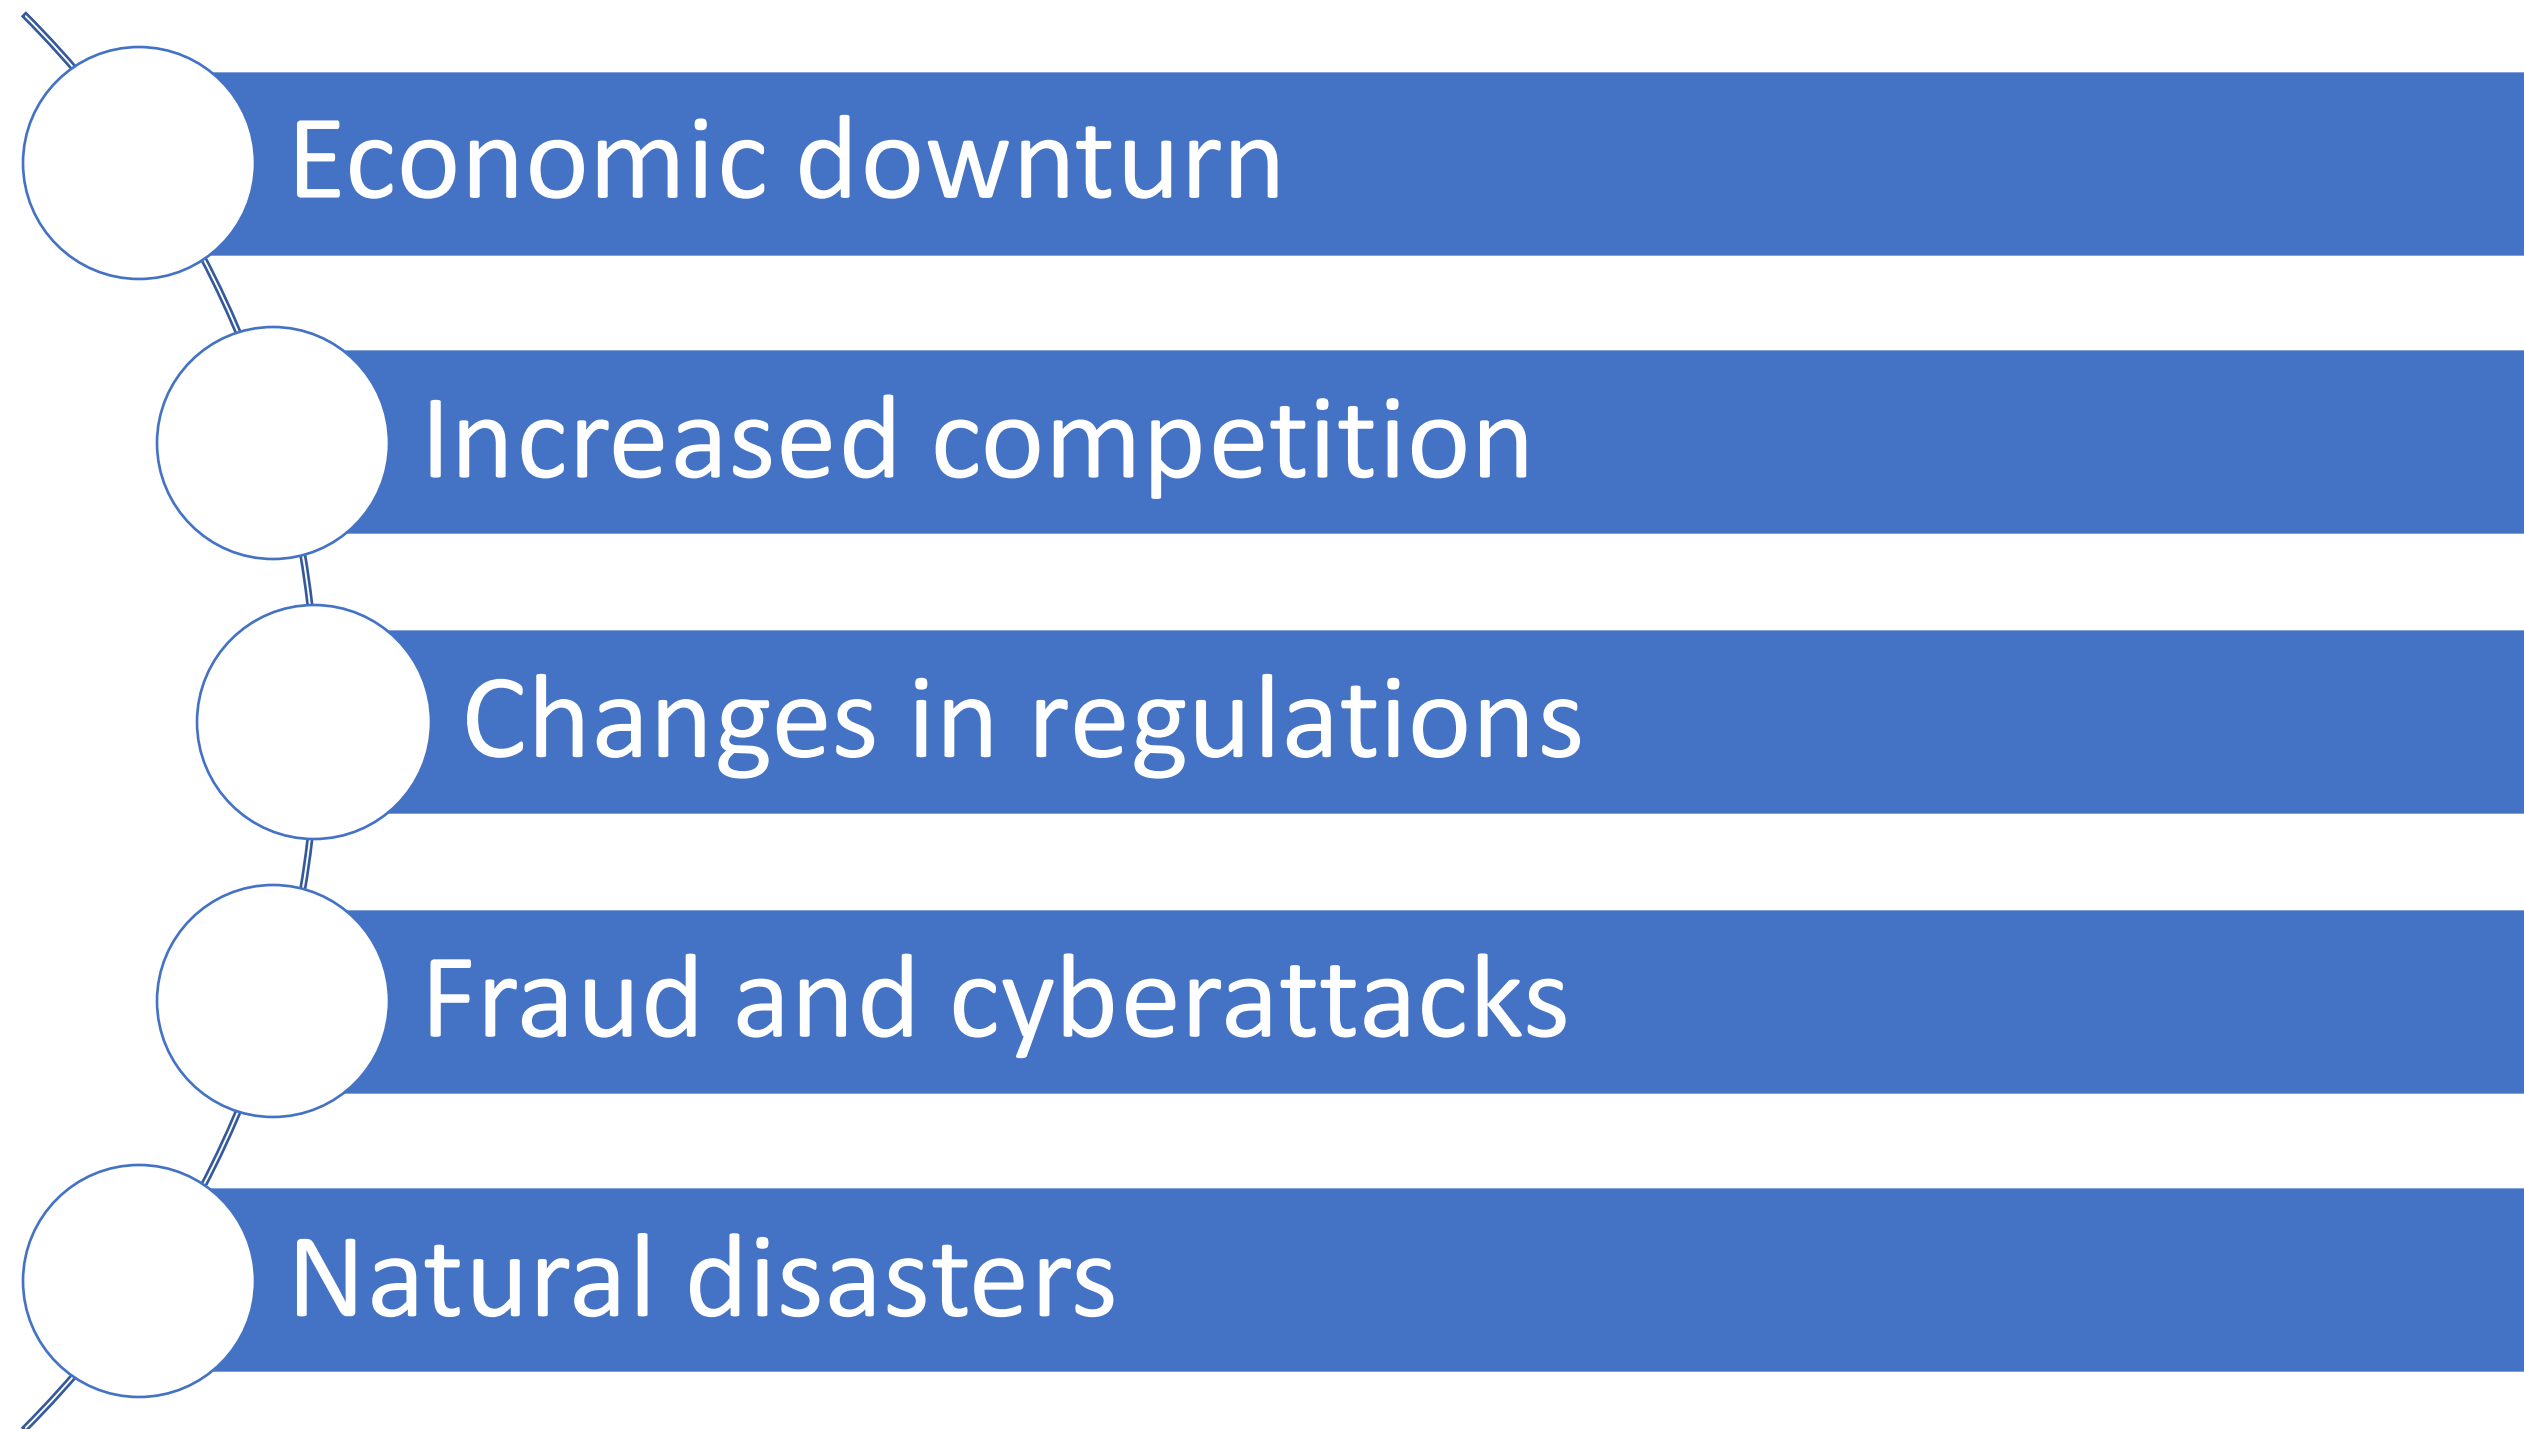 Economic downturn
Increased competition
Changes in regulations
Fraud and cyberattacks
Natural disasters